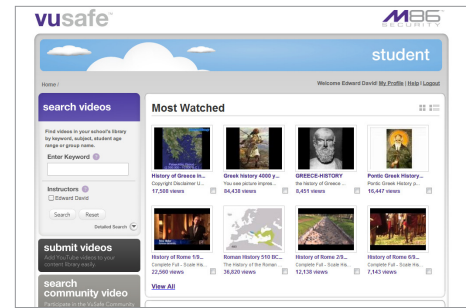 vusafe™
M86
SECURITY
student
Home /
Welcome Edward David! My Profile | Help | Logout
search videos
Find videos in your school's library
by keyword, subject, student age
range or group name.
Enter Keyword
Instructors
Edward David
Search Reset
Detailed Search
submit videos
Add YouTube videos to your
content library easily.
search
community video
Participate in the VuSafe Community
Most Watched
History of Greece in...
Copyright Disclaimer U...
17,508 views
Greek history 4000 y...
You see picture impres...
84,438 views
GREECE-HISTORY
the history of Greece ...
8,451 views
Pontic Greek History...
Pontic Greek History p...
16,447 views
History of Rome 1/9...
Complete Full - Scale His...
22,560 views
Roman History 510 BC...
The History of the Roman ...
36,820 views
History of Rome 2/9...
Complete Full - Scale His...
12,138 views
History of Rome 6/9...
Complete Full - Scale His...
7,143 views
View All